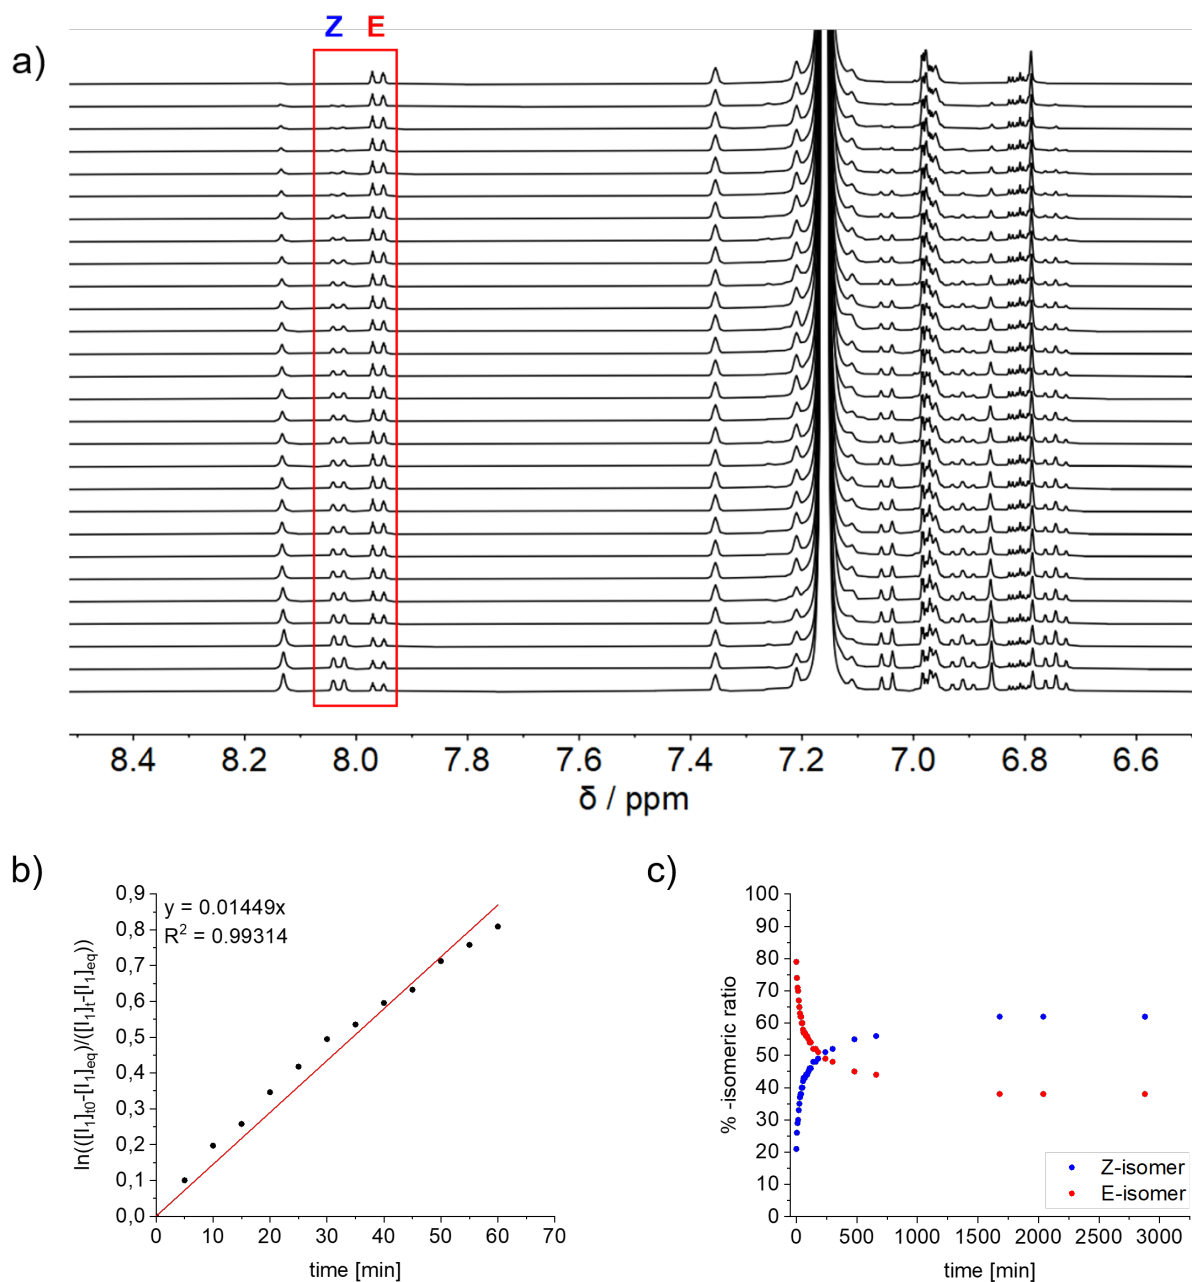 a)
Z E
8.4 8.2 8.0 7.8 7.6 7.4 7.2 7.0 6.8 6.6
δ / ppm
b)
y = 0.01449x
R² = 0.99314
0,9
0,8
0,7
0,6
0,5
0,4
0,3
0,2
0,1
0,0
ln(([I₁]t0-[I₁]eq)/([I₁]t-[I₁]eq))
0 10 20 30 40 50 60 70
time [min]
c)
100
90
80
70
60
50
40
30
20
10
0
% -isomeric ratio
Z-isomer
E-isomer
0 500 1000 1500 2000 2500 3000
time [min]